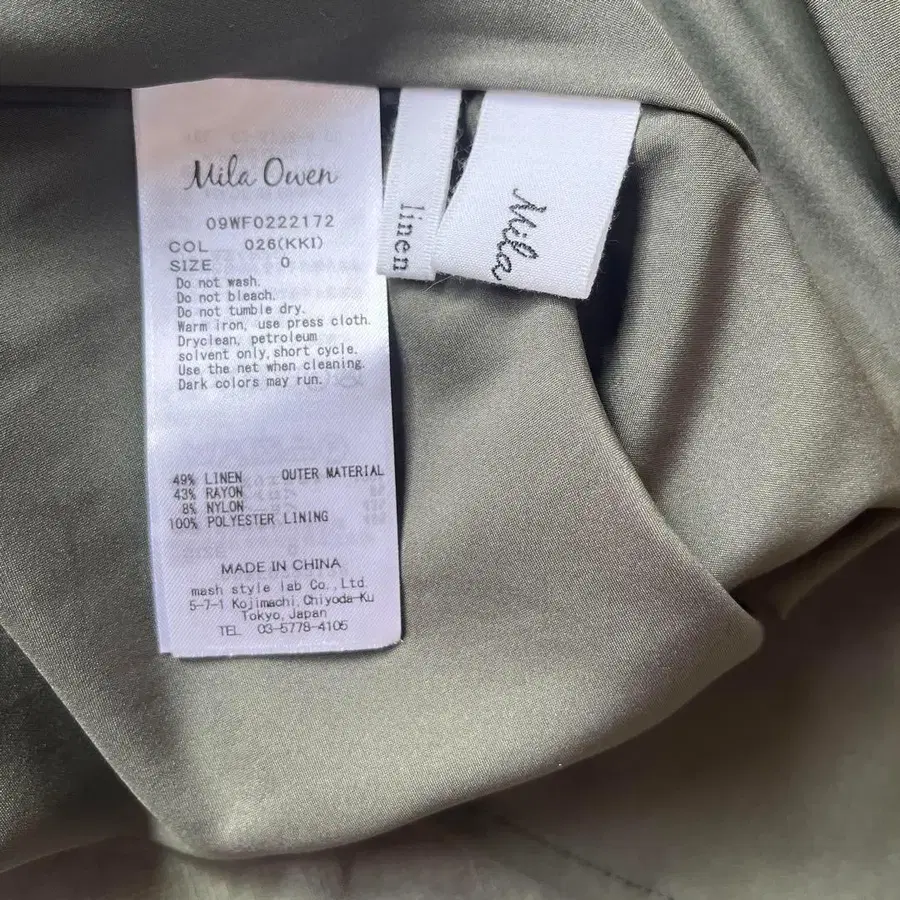 Mila Owen
09WF0222172
COL 026(KKI)
SIZE 0
Do not wash.
Do not bleach.
Do not tumble dry.
Warm iron, use press cloth.
Dryclean, petroleum
solvent only, short cycle.
Use the net when cleaning.
Dark colors may run.
49% LINEN OUTER MATERIAL
43% RAYON
8% NYLON
100% POLYESTER LINING
MADE IN CHINA
mash style lab Co., Ltd.
5-7-1 Kojimachi, Chiyoda-Ku
Tokyo, Japan
TEL 03-5778-4105
linen
Mila